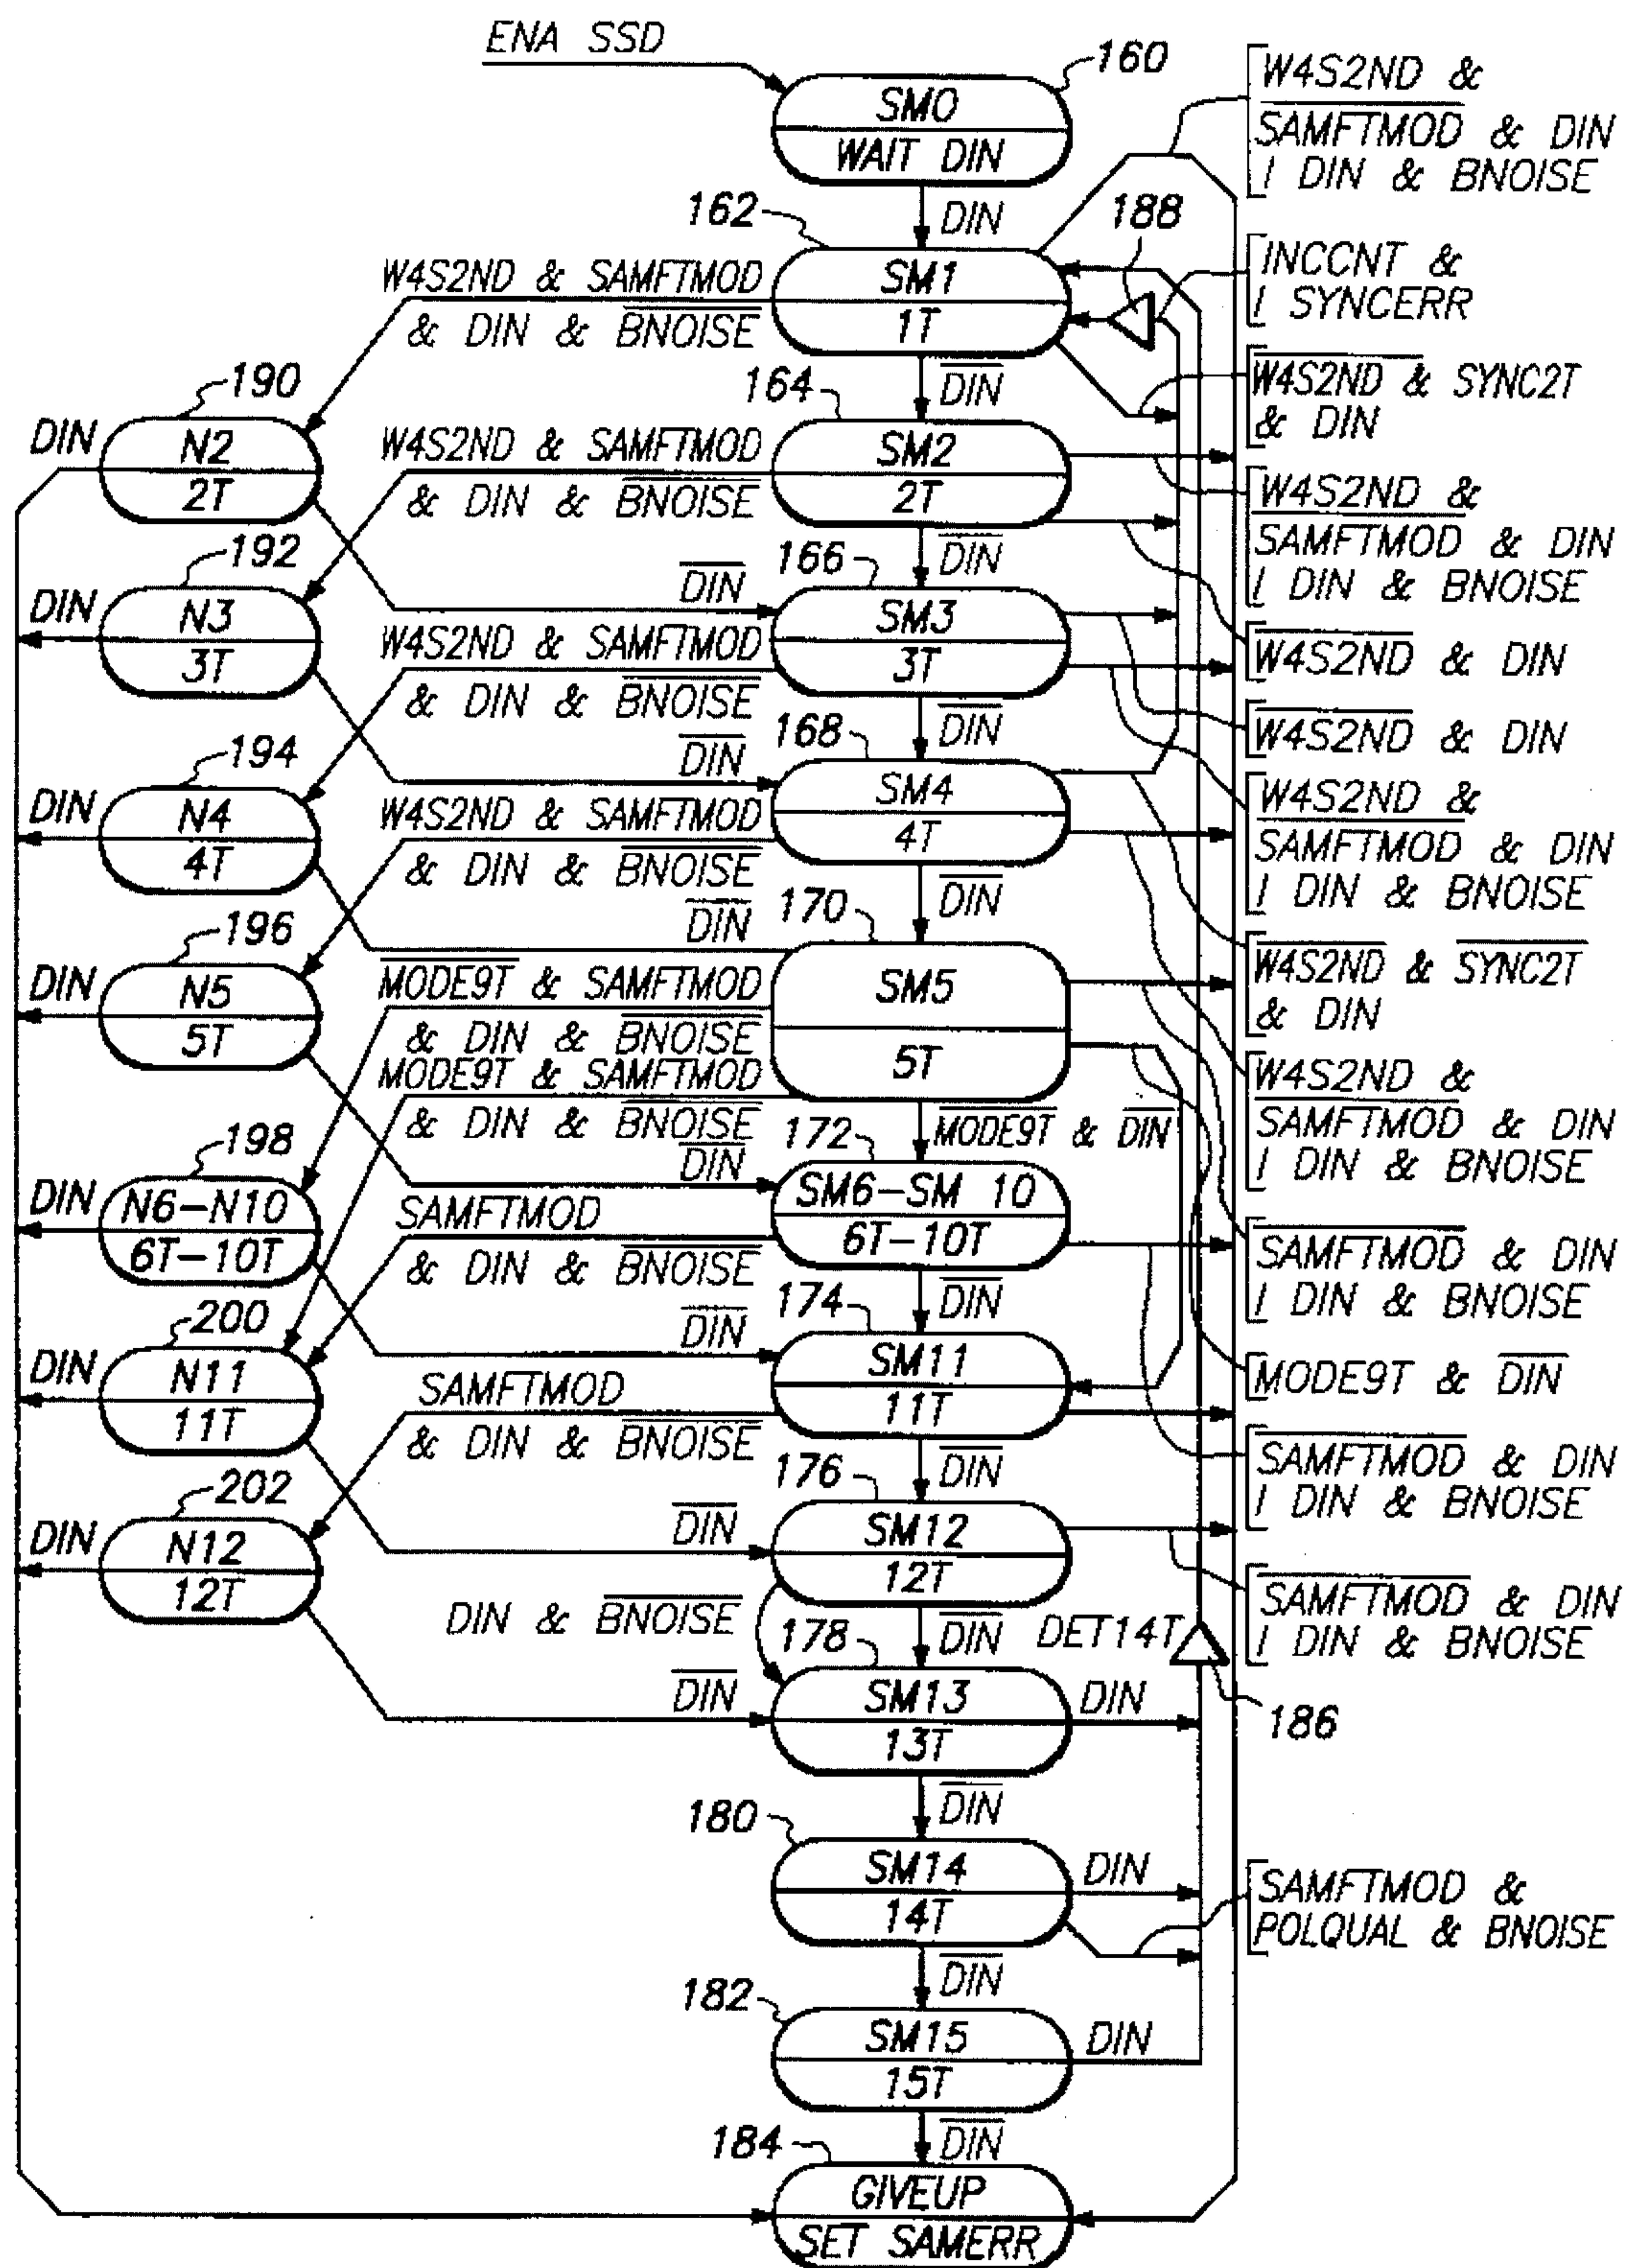 ENA SSD
160
SM0
WAIT DIN
DIN
W4S2ND &
SAMFTMOD & DIN
/ DIN & BNOISE
162
188
SM1
1T
W4S2ND & SAMFTMOD
& DIN & BNOISE
INCCNT &
/ SYNCERR
DIN
W4S2ND & SYNC2T
& DIN
190
DIN
N2
2T
164
SM2
2T
W4S2ND & SAMFTMOD
& DIN & BNOISE
W4S2ND &
SAMFTMOD & DIN
/ DIN & BNOISE
DIN
192
DIN
N3
3T
DIN
166
SM3
3T
W4S2ND & DIN
W4S2ND & SAMFTMOD
& DIN & BNOISE
W4S2ND & DIN
DIN
194
DIN
N4
4T
DIN
168
SM4
4T
W4S2ND &
SAMFTMOD & DIN
/ DIN & BNOISE
W4S2ND & SAMFTMOD
& DIN & BNOISE
DIN
196
DIN
N5
5T
DIN
170
SM5
5T
W4S2ND & SYNC2T
& DIN
MODE9T & SAMFTMOD
& DIN & BNOISE
MODE9T & SAMFTMOD
& DIN & BNOISE
W4S2ND &
SAMFTMOD & DIN
/ DIN & BNOISE
MODE9T & DIN
198
DIN
N6-N10
6T-10T
DIN
172
SM6-SM 10
6T-10T
SAMFTMOD
& DIN & BNOISE
SAMFTMOD & DIN
/ DIN & BNOISE
DIN
200
DIN
N11
11T
DIN
174
SM11
11T
MODE9T & DIN
SAMFTMOD
& DIN & BNOISE
SAMFTMOD & DIN
/ DIN & BNOISE
DIN
202
DIN
N12
12T
DIN
176
SM12
12T
SAMFTMOD & DIN
/ DIN & BNOISE
DIN & BNOISE
DIN
DET14T
178
DIN
SM13
13T
DIN
186
DIN
180
SM14
14T
DIN
SAMFTMOD &
POLQUAL & BNOISE
DIN
182
SM15
15T
DIN
DIN
184
GIVEUP
SET SAMERR